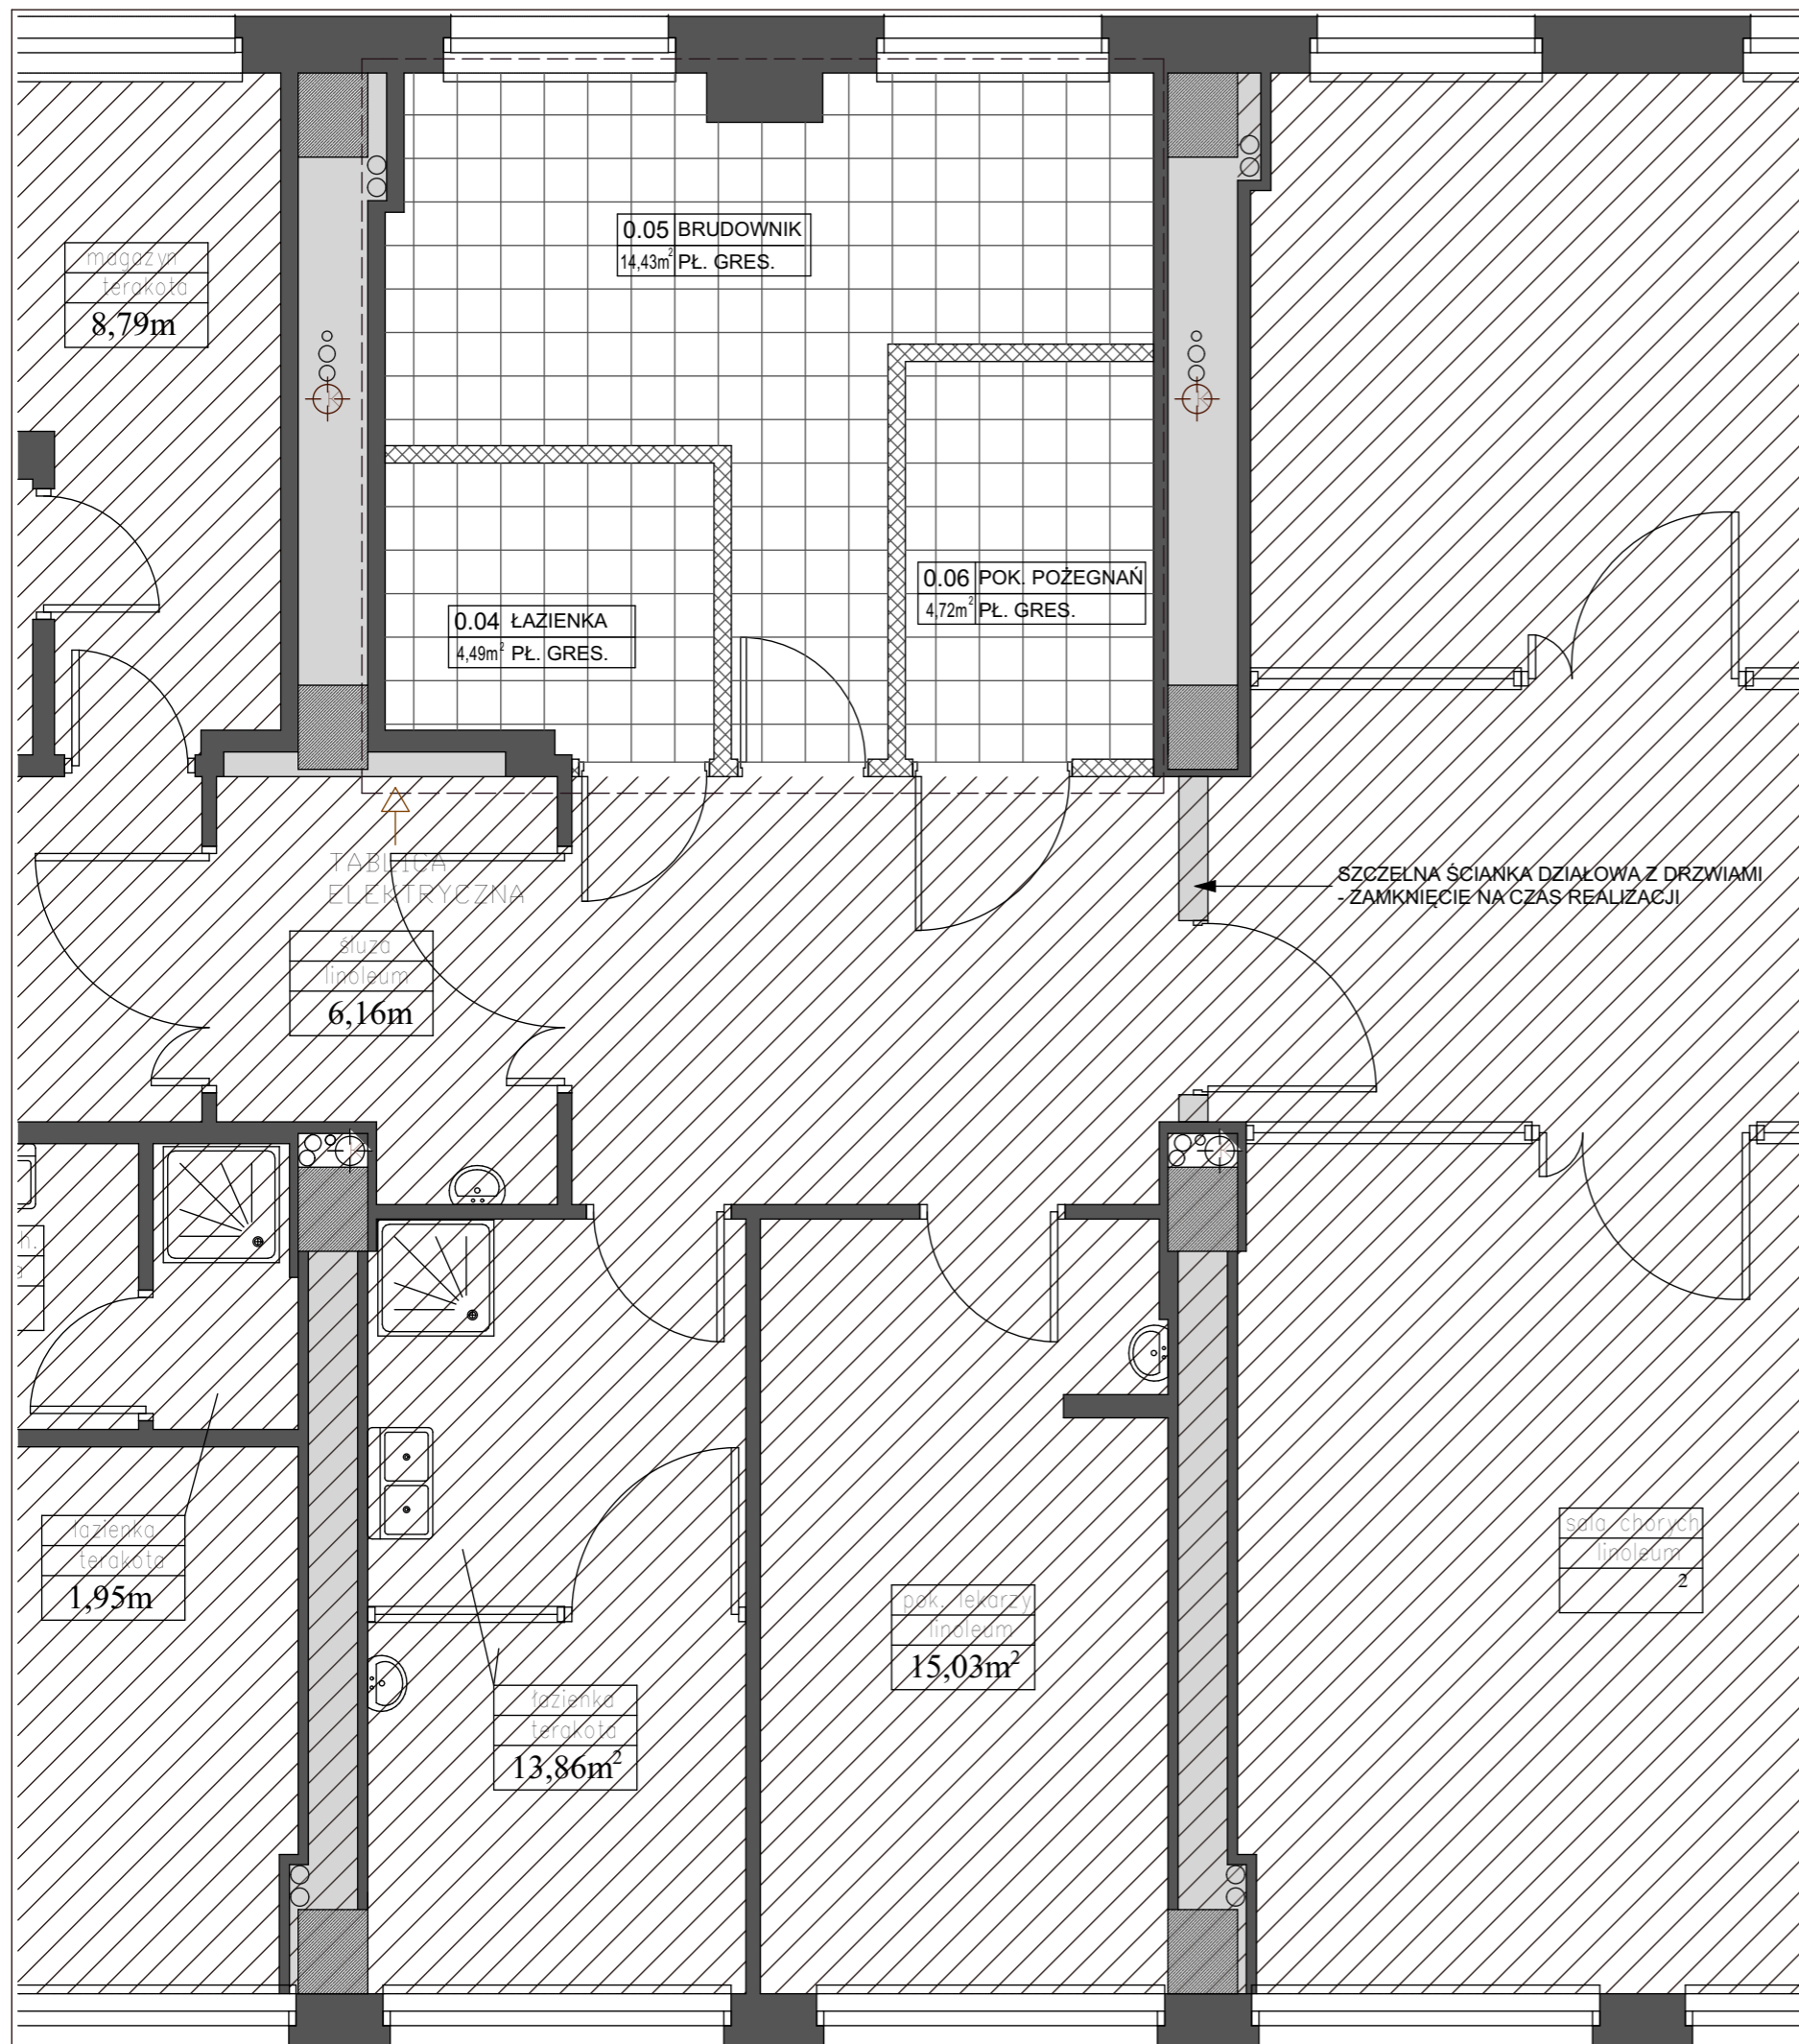 0.05 BRUDOWNIK
14,43m² PŁ. GRES.
magazyn
terakota
8,79m
K
K
0.06 POK. POŻEGNAŃ
4,72m² PŁ. GRES.
0.04 ŁAZIENKA
4,49m² PŁ. GRES.
TABLICA
ELEKTRYCZNA
SZCZELNA ŚCIANKA DZIAŁOWA Z DRZWIAMI
- ZAMKNIĘCIE NA CZAS REALIZACJI
śluza
linoleum
6,16m
K
K
h.
a
łazienka
terakota
1,95m
sala chorych
linoleum
2
pok. lekarzy
linoleum
15,03m²
łazienka
terakota
13,86m²